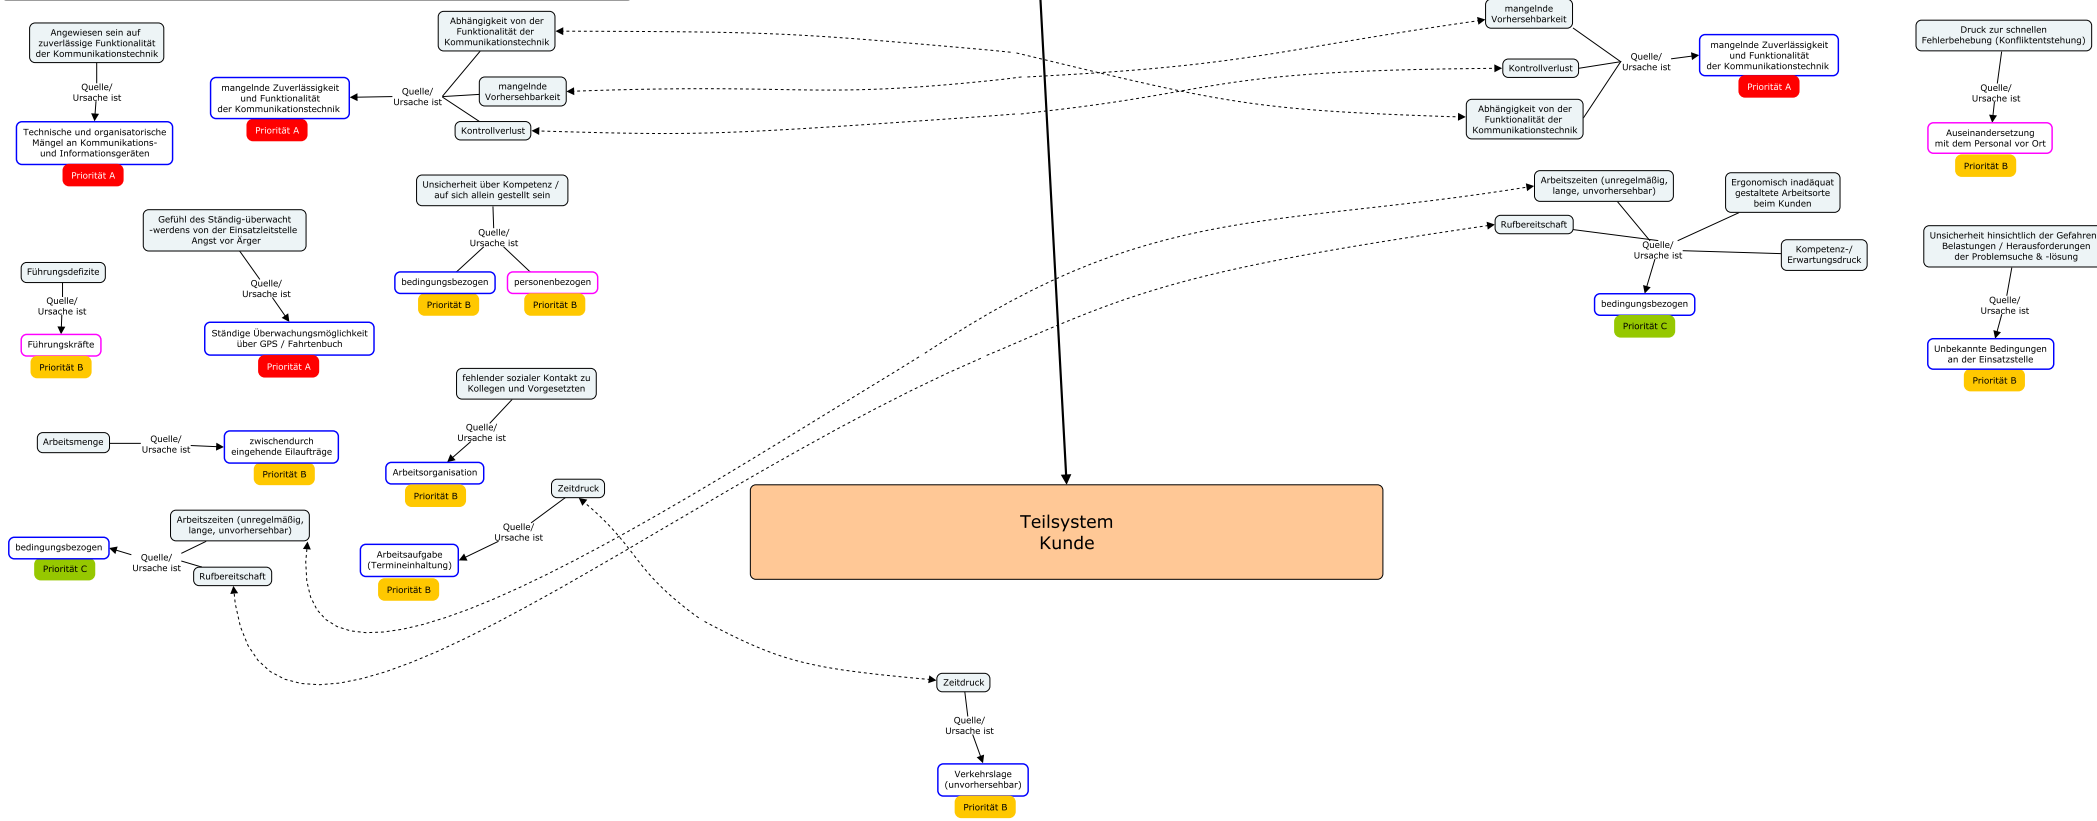 Angewiesen sein auf
zuverlässige Funktionalität
der Kommunikationstechnik
Quelle/
Ursache ist
Technische und organisatorische
Mängel an Kommunikations-
und Informationsgeräten
Priorität A
Abhängigkeit von der
Funktionalität der
Kommunikationstechnik
mangelnde
Vorhersehbarkeit
Kontrollverlust
Quelle/
Ursache ist
mangelnde Zuverlässigkeit
und Funktionalität
der Kommunikationstechnik
Priorität A
mangelnde
Vorhersehbarkeit
Kontrollverlust
Abhängigkeit von der
Funktionalität der
Kommunikationstechnik
Quelle/
Ursache ist
mangelnde Zuverlässigkeit
und Funktionalität
der Kommunikationstechnik
Priorität A
Druck zur schnellen
Fehlerbehebung (Konfliktentstehung)
Quelle/
Ursache ist
Auseinandersetzung
mit dem Personal vor Ort
Priorität B
Gefühl des Ständig-überwacht
-werdens von der Einsatzleitstelle
Angst vor Ärger
Quelle/
Ursache ist
Ständige Überwachungsmöglichkeit
über GPS / Fahrtenbuch
Priorität A
Unsicherheit über Kompetenz /
auf sich allein gestellt sein
Quelle/
Ursache ist
bedingungsbezogen
Priorität B
personenbezogen
Priorität B
Führungsdefizite
Quelle/
Ursache ist
Führungskräfte
Priorität B
Arbeitszeiten (unregelmäßig,
lange, unvorhersehbar)
Rufbereitschaft
Ergonomisch inadäquat
gestaltete Arbeitsorte
beim Kunden
Kompetenz-/
Erwartungsdruck
Quelle/
Ursache ist
bedingungsbezogen
Priorität C
Unsicherheit hinsichtlich der Gefahren
Belastungen / Herausforderungen
der Problemsuche & -lösung
Quelle/
Ursache ist
Unbekannte Bedingungen
an der Einsatzstelle
Priorität B
fehlender sozialer Kontakt zu
Kollegen und Vorgesetzten
Quelle/
Ursache ist
Arbeitsorganisation
Priorität B
Arbeitsmenge
Quelle/
Ursache ist
zwischendurch
eingehende Eilaufträge
Priorität B
Arbeitszeiten (unregelmäßig,
lange, unvorhersehbar)
Rufbereitschaft
Quelle/
Ursache ist
bedingungsbezogen
Priorität C
Zeitdruck
Quelle/
Ursache ist
Arbeitsaufgabe
(Termineinhaltung)
Priorität B
Teilsystem
Kunde
Zeitdruck
Quelle/
Ursache ist
Verkehrslage
(unvorhersehbar)
Priorität B